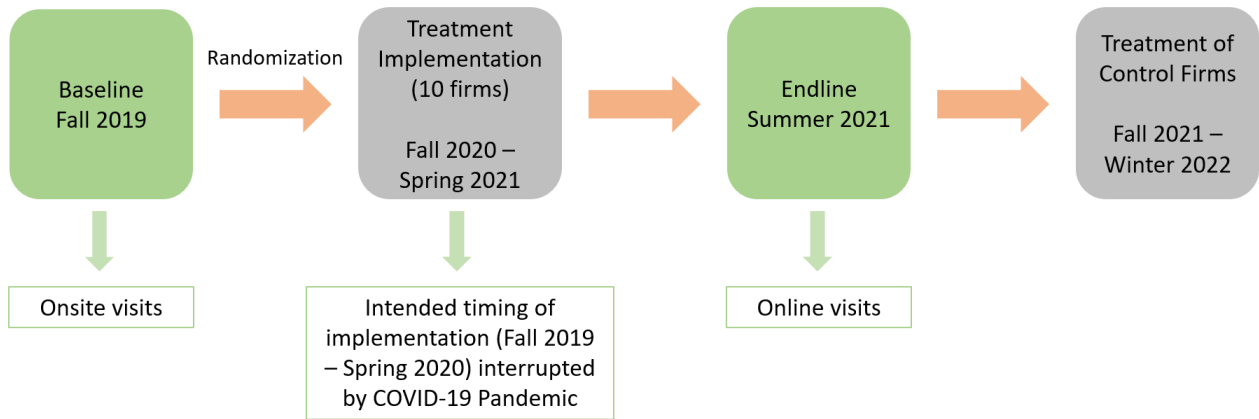 Baseline
Fall 2019
Randomization
Treatment
Implementation
(10 firms)
Fall 2020 –
Spring 2021
Endline
Summer 2021
Treatment of
Control Firms
Fall 2021 –
Winter 2022
Onsite visits
Intended timing of
implementation (Fall 2019
– Spring 2020) interrupted
by COVID-19 Pandemic
Online visits